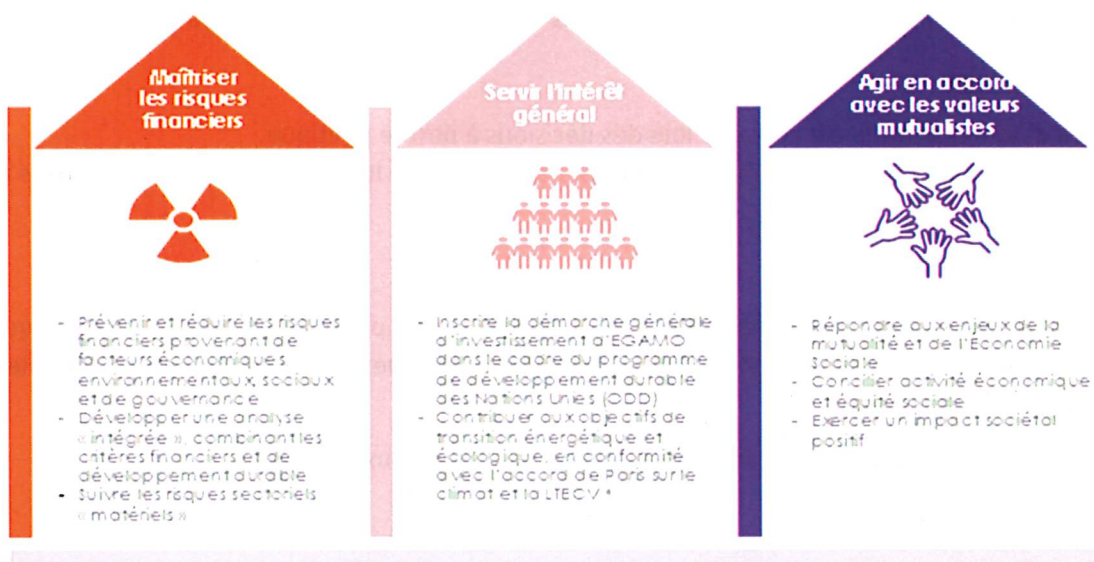 Maîtriser
les risques
financiers
- Prévenir et réduire les risques
financiers provenant de
facteurs économiques
environnementaux, sociaux
et de gouvernance
- Développer une analyse
« intégrée », combinant les
critères financiers et de
développement durable
- Suivre les risques sectoriels
« matériels »
Servir l'intérêt
général
- Inscrire la démarche générale
d'investissement d'EGAMO
dans le cadre du programme
de développement durable
des Nations Unies (ODD)
- Contribuer aux objectifs de
transition énergétique et
écologique, en conformité
avec l'accord de Paris sur le
climat et la LTECV *
Agir en accord
avec les valeurs
mutualistes
- Répondre aux enjeux de la
mutualité et de l'Économie
Sociale
- Concilier activité économique
et équité sociale
- Exercer un impact sociétal
positif